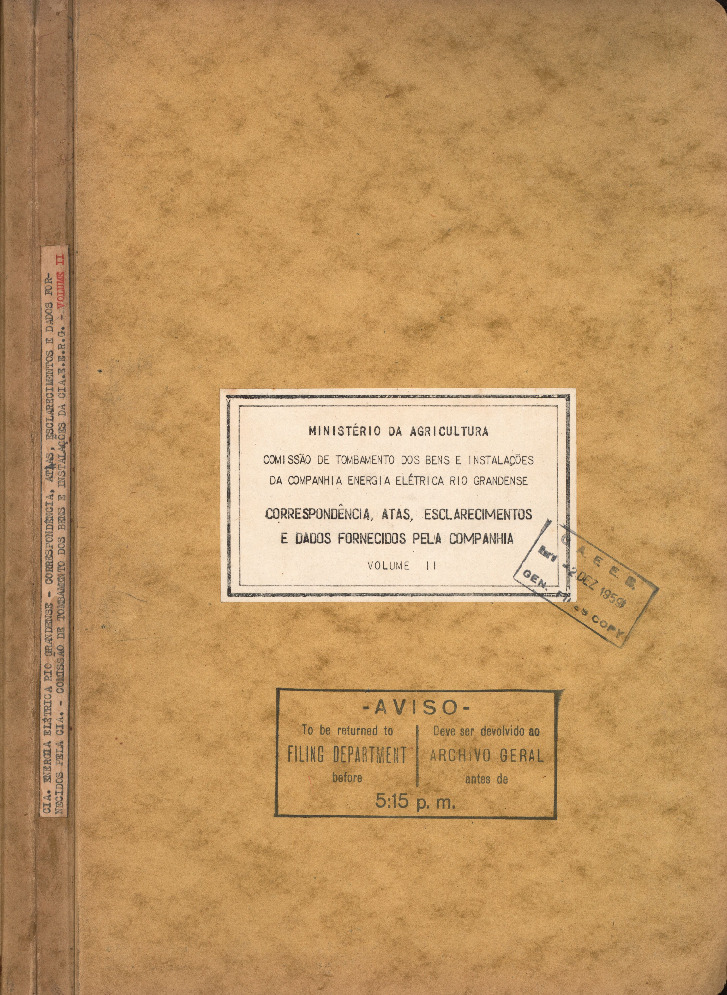 CIA. ENERGIA ELÉTRICA RIO GRANDENSE - CORRESPONDÊNCIA, ATAS, ESCLARECIMENTOS E DADOS FOR-
NECIDOS PELA CIA. - COMISSÃO DE TOMBAMENTO DOS BENS E INSTALAÇÕES DA CIA.E.E.R.G. - VOLUME II
MINISTÉRIO DA AGRICULTURA
COMISSÃO DE TOMBAMENTO DOS BENS E INSTALAÇÕES
DA COMPANHIA ENERGIA ELÉTRICA RIO GRANDENSE
CORRESPONDÊNCIA, ATAS, ESCLARECIMENTOS
E DADOS FORNECIDOS PELA COMPANHIA
VOLUME II
A. E. E. B.
2 DEZ 1959
GEN. FILES COPY
-AVISO-
To be returned to
FILING DEPARTMENT
before
Deve ser devolvido ao
ARCHIVO GERAL
antes de
5:15 p. m.